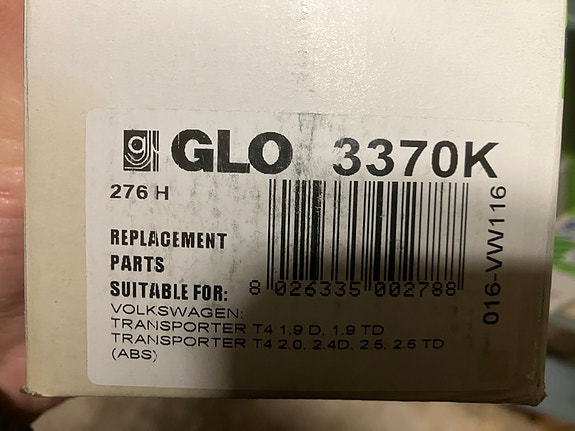 g GLO 3370K
276 H
016-VW116
REPLACEMENT
PARTS
SUITABLE FOR:
8 026335 002788
VOLKSWAGEN:
TRANSPORTER T4 1.9 D, 1.9 TD
TRANSPORTER T4 2.0, 2.4D, 2.5, 2.5 TD
(ABS)